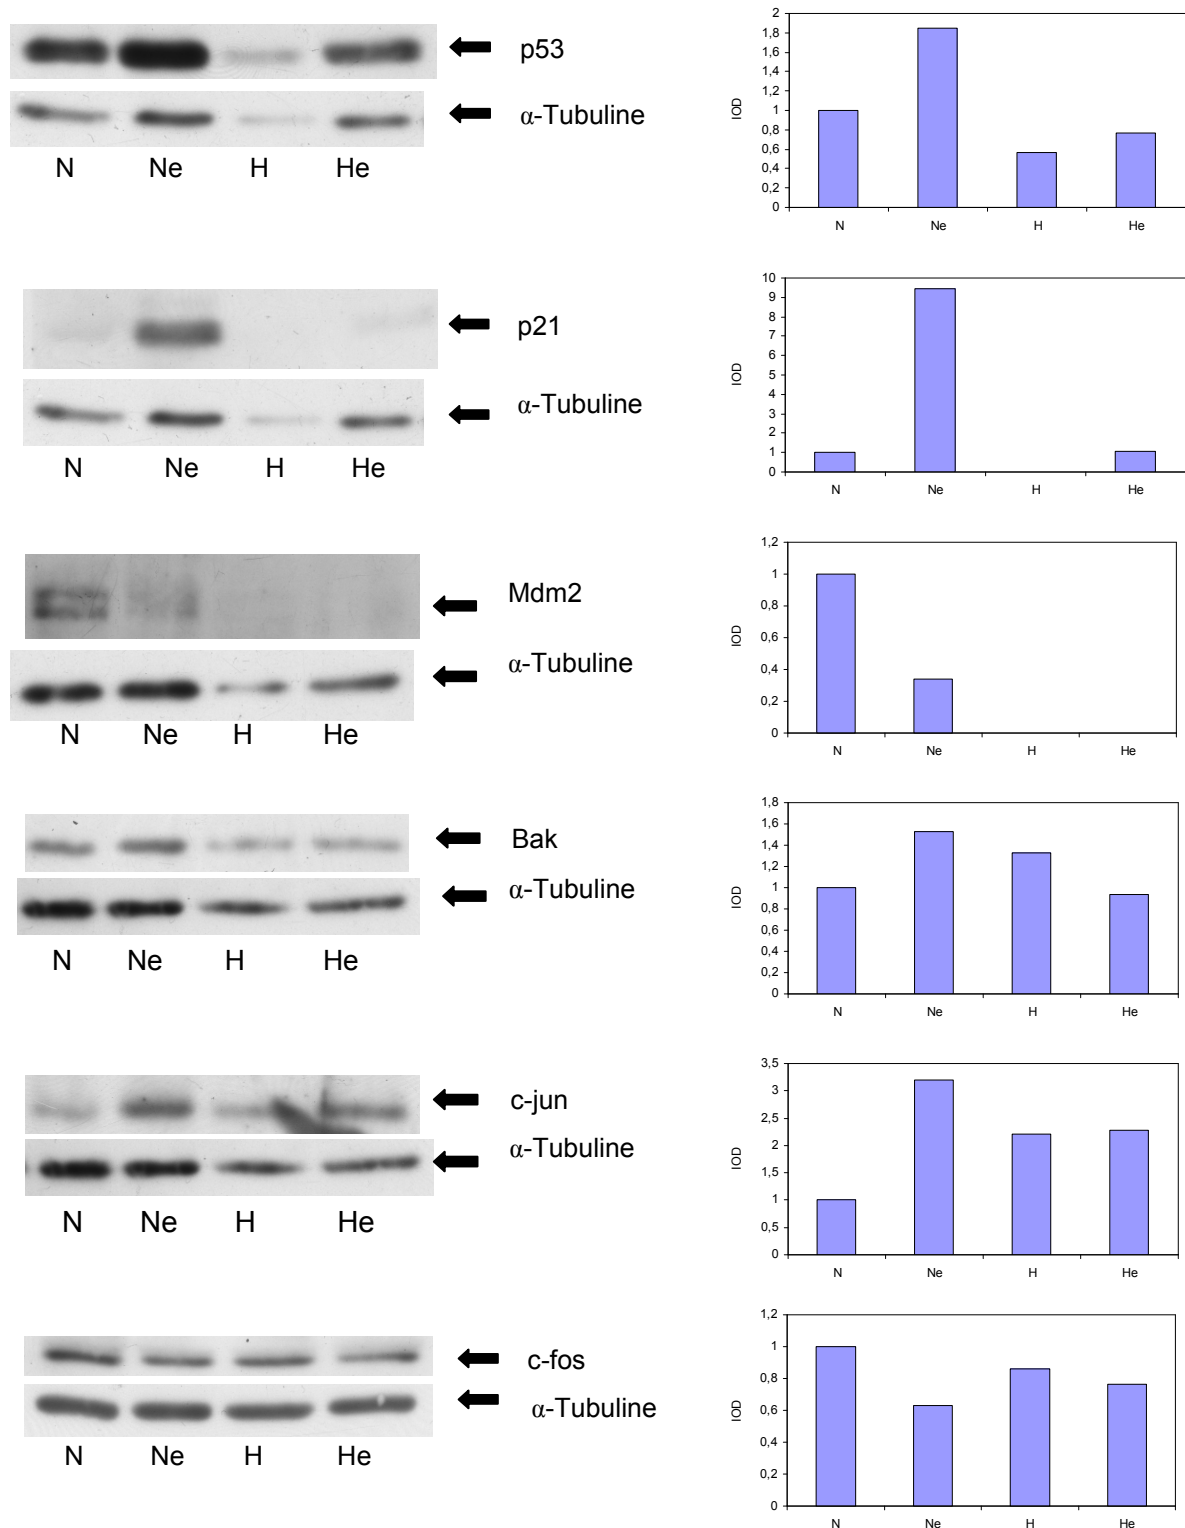 p53
α-Tubuline
N Ne H He
2
1,8
1,6
1,4
1,2
1
0,8
0,6
0,4
0,2
0
IOD
N Ne H He
p21
α-Tubuline
N Ne H He
10
9
8
7
6
5
4
3
2
1
0
IOD
N Ne H He
Mdm2
α-Tubuline
N Ne H He
1,2
1
0,8
0,6
0,4
0,2
0
IOD
N Ne H He
Bak
α-Tubuline
N Ne H He
1,8
1,6
1,4
1,2
1
0,8
0,6
0,4
0,2
0
IOD
N Ne H He
c-jun
α-Tubuline
N Ne H He
3,5
3
2,5
2
1,5
1
0,5
0
IOD
N Ne H He
c-fos
α-Tubuline
N Ne H He
1,2
1
0,8
0,6
0,4
0,2
0
IOD
N Ne H He